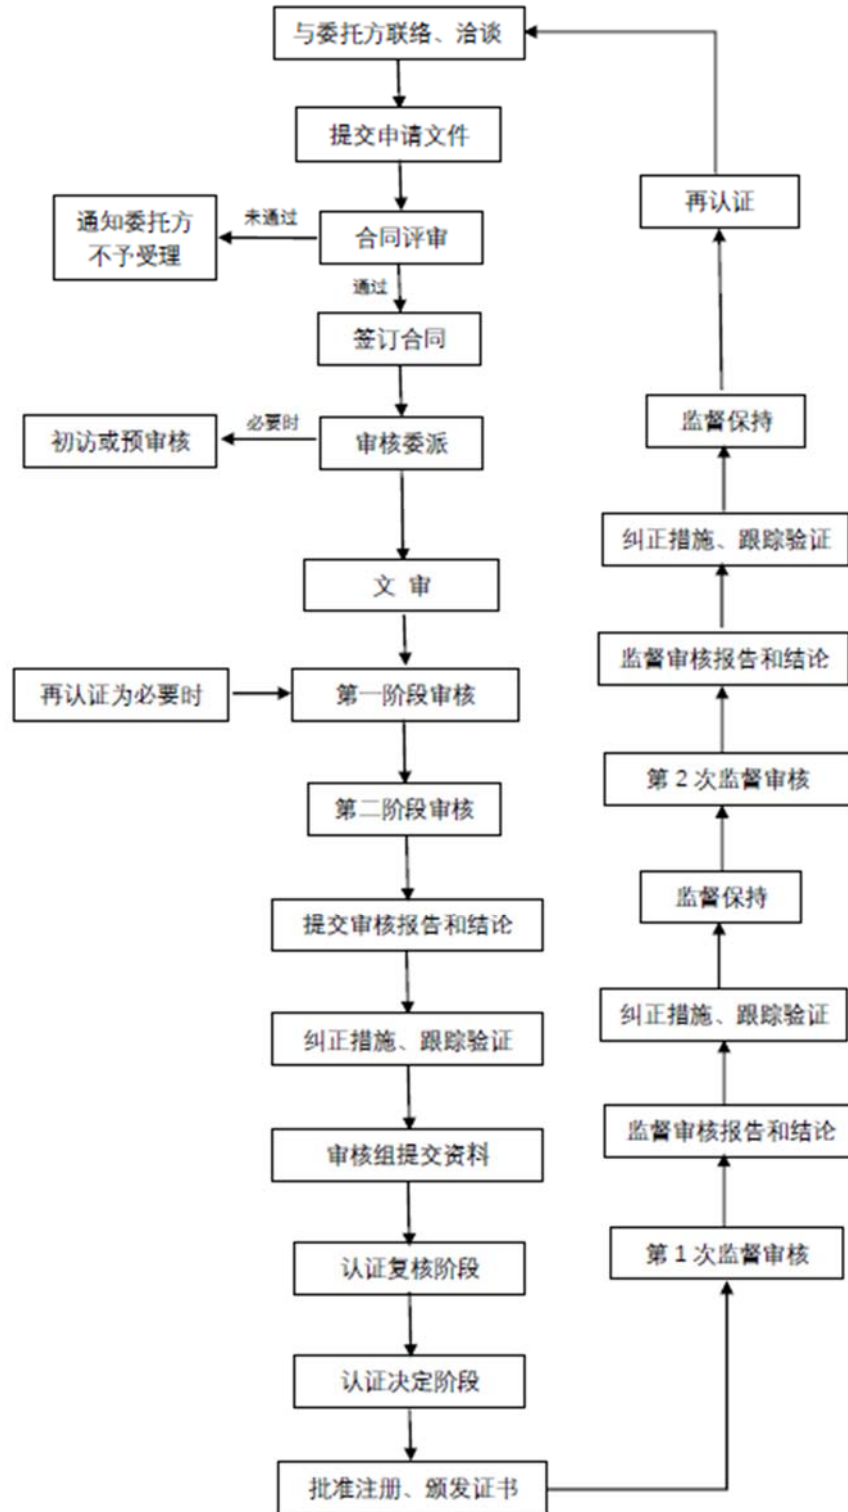 与委托方联络、洽谈
提交申请文件
通知委托方
不予受理
未通过
合同评审
通过
签订合同
初访或预审核
必要时
审核委派
文 审
再认证为必要时
第一阶段审核
第二阶段审核
提交审核报告和结论
纠正措施、跟踪验证
审核组提交资料
认证复核阶段
认证决定阶段
批准注册、颁发证书
再认证
监督保持
纠正措施、跟踪验证
监督审核报告和结论
第 2 次监督审核
监督保持
纠正措施、跟踪验证
监督审核报告和结论
第 1 次监督审核